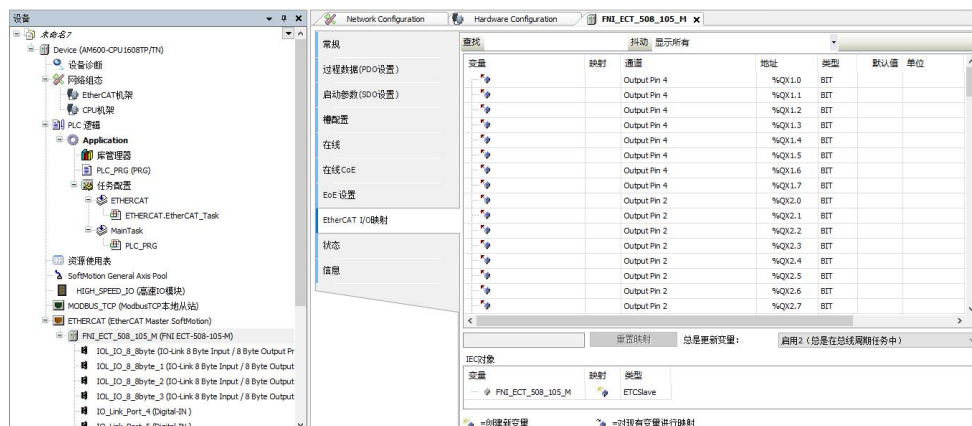 设备
未命名7
Device (AM600-CPU1608TP/TN)
设备诊断
网络组态
EtherCAT机架
CPU机架
PLC 逻辑
Application
库管理器
PLC_PRG (PRG)
任务配置
ETHERCAT
ETHERCAT.EtherCAT_Task
MainTask
PLC_PRG
资源使用表
SoftMotion General Axis Pool
HIGH_SPEED_IO (高速IO模块)
MODBUS_TCP (ModbusTCP本地从站)
ETHERCAT (EtherCAT Master SoftMotion)
FNI_ECT_508_105_M (FNI ECT-508-105-M)
IOL_IO_8_8byte (IO-Link 8 Byte Input / 8 Byte Output Pr
IOL_IO_8_8byte_1 (IO-Link 8 Byte Input / 8 Byte Output
IOL_IO_8_8byte_2 (IO-Link 8 Byte Input / 8 Byte Output
IOL_IO_8_8byte_3 (IO-Link 8 Byte Input / 8 Byte Output
IO_Link_Port_4 (Digital-IN )
Network Configuration
Hardware Configuration
FNI_ECT_508_105_M
常规
过程数据(PDO设置)
启动参数(SDO设置)
槽配置
在线
在线CoE
EoE 设置
EtherCAT I/O映射
状态
信息
查找 抖动 显示所有
变量 映射 通道 地址 类型 默认值 单位
Output Pin 4 %QX1.0 BIT
Output Pin 4 %QX1.1 BIT
Output Pin 4 %QX1.2 BIT
Output Pin 4 %QX1.3 BIT
Output Pin 4 %QX1.4 BIT
Output Pin 4 %QX1.5 BIT
Output Pin 4 %QX1.6 BIT
Output Pin 4 %QX1.7 BIT
Output Pin 2 %QX2.0 BIT
Output Pin 2 %QX2.1 BIT
Output Pin 2 %QX2.2 BIT
Output Pin 2 %QX2.3 BIT
Output Pin 2 %QX2.4 BIT
Output Pin 2 %QX2.5 BIT
Output Pin 2 %QX2.6 BIT
Output Pin 2 %QX2.7 BIT
重置映射 总是更新变量: 启用2 (总是在总线周期任务中)
IEC对象
变量 映射 类型
FNI_ECT_508_105_M ETCSlave
=创建新变量 =对现有变量进行映射